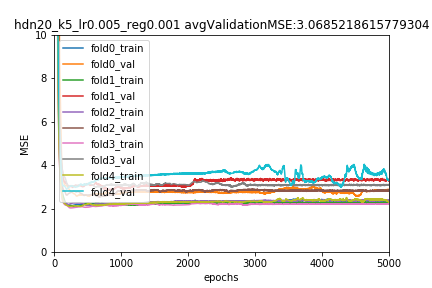 hdn20_k5_lr0.005_reg0.001 avgValidationMSE:3.0685218615779304
10
8
6
4
2
0
MSE
fold0_train
fold0_val
fold1_train
fold1_val
fold2_train
fold2_val
fold3_train
fold3_val
fold4_train
fold4_val
0 1000 2000 3000 4000 5000
epochs